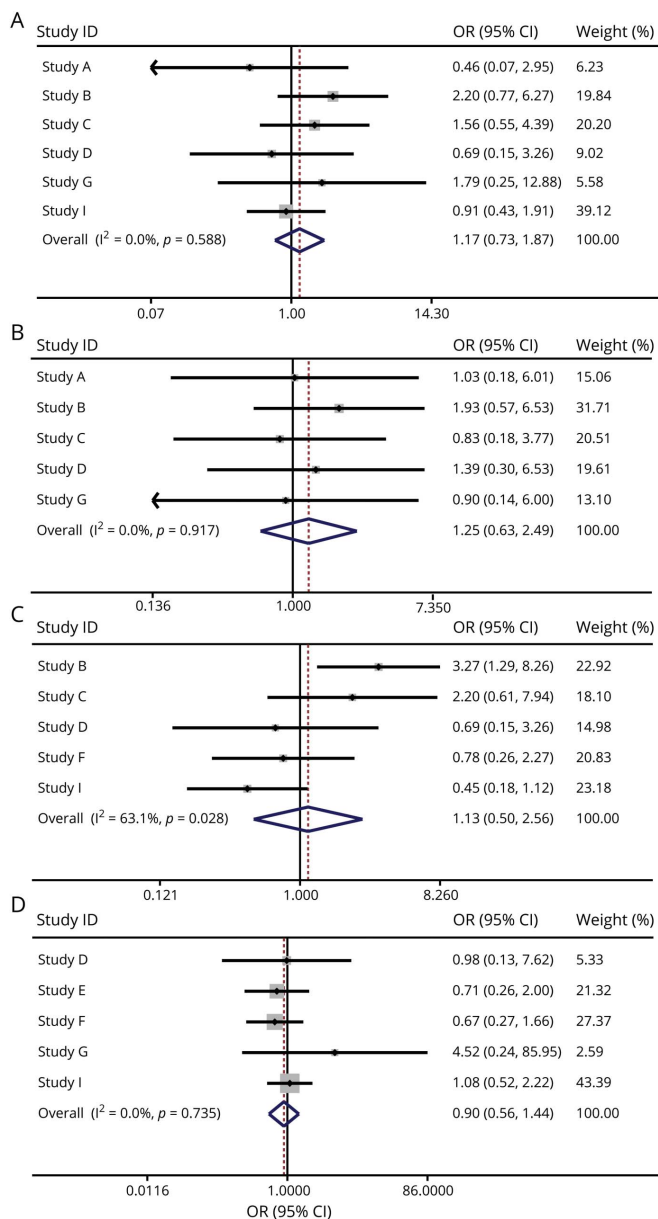 A
Study ID OR (95% CI) Weight (%)
Study A 0.46 (0.07, 2.95) 6.23
Study B 2.20 (0.77, 6.27) 19.84
Study C 1.56 (0.55, 4.39) 20.20
Study D 0.69 (0.15, 3.26) 9.02
Study G 1.79 (0.25, 12.88) 5.58
Study I 0.91 (0.43, 1.91) 39.12
Overall (I² = 0.0%, p = 0.588) 1.17 (0.73, 1.87) 100.00
0.07 1.00 14.30
B
Study ID OR (95% CI) Weight (%)
Study A 1.03 (0.18, 6.01) 15.06
Study B 1.93 (0.57, 6.53) 31.71
Study C 0.83 (0.18, 3.77) 20.51
Study D 1.39 (0.30, 6.53) 19.61
Study G 0.90 (0.14, 6.00) 13.10
Overall (I² = 0.0%, p = 0.917) 1.25 (0.63, 2.49) 100.00
0.136 1.000 7.350
C
Study ID OR (95% CI) Weight (%)
Study B 3.27 (1.29, 8.26) 22.92
Study C 2.20 (0.61, 7.94) 18.10
Study D 0.69 (0.15, 3.26) 14.98
Study F 0.78 (0.26, 2.27) 20.83
Study I 0.45 (0.18, 1.12) 23.18
Overall (I² = 63.1%, p = 0.028) 1.13 (0.50, 2.56) 100.00
0.121 1.000 8.260
D
Study ID OR (95% CI) Weight (%)
Study D 0.98 (0.13, 7.62) 5.33
Study E 0.71 (0.26, 2.00) 21.32
Study F 0.67 (0.27, 1.66) 27.37
Study G 4.52 (0.24, 85.95) 2.59
Study I 1.08 (0.52, 2.22) 43.39
Overall (I² = 0.0%, p = 0.735) 0.90 (0.56, 1.44) 100.00
0.0116 1.0000 86.0000
OR (95% CI)